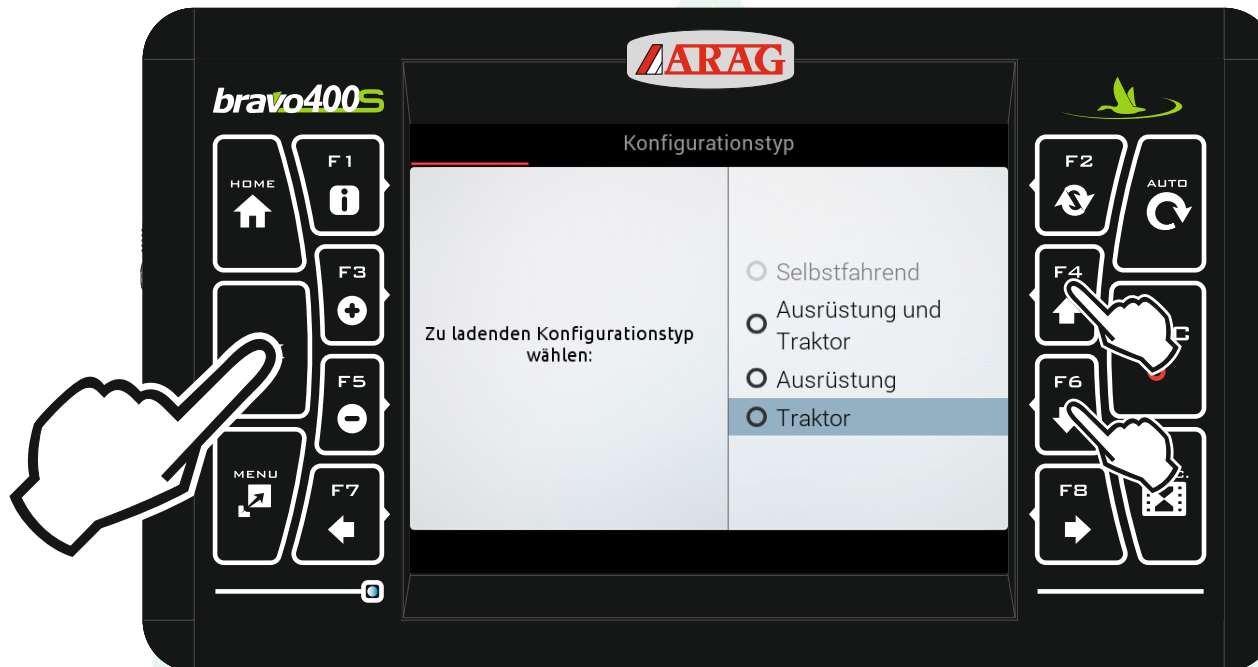 ARAG
bravo400S
Konfigurationstyp
HOME
F1
F3
F5
MENU
F7
Zu ladenden Konfigurationstyp
wählen:
Selbstfahrend
Ausrüstung und
Traktor
Ausrüstung
Traktor
F2
AUTO
F4
C
F6
C.
F8